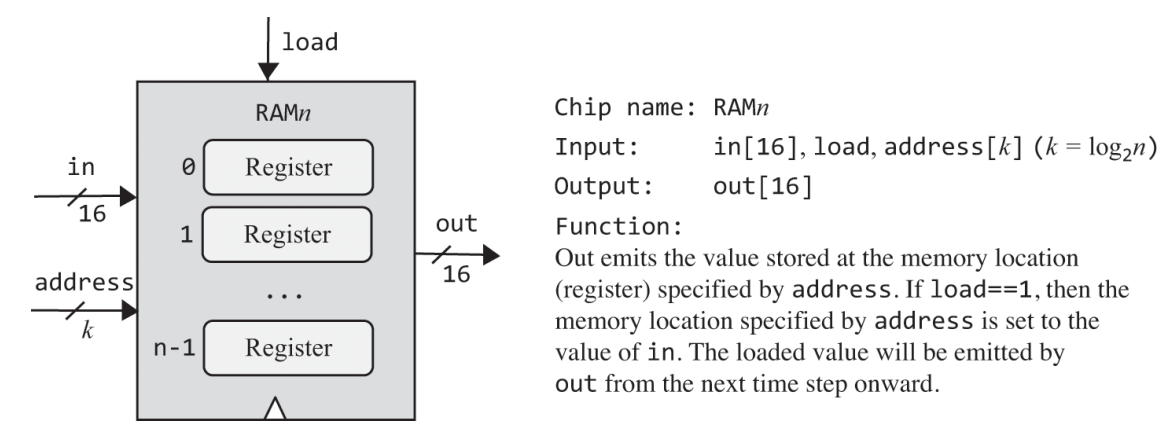 load
RAMn
in
16
address
k
0 Register
1 Register
...
n-1 Register
out
16
Chip name: RAMn
Input: in[16], load, address[k] (k = log₂n)
Output: out[16]
Function:
Out emits the value stored at the memory location
(register) specified by address. If load==1, then the
memory location specified by address is set to the
value of in. The loaded value will be emitted by
out from the next time step onward.